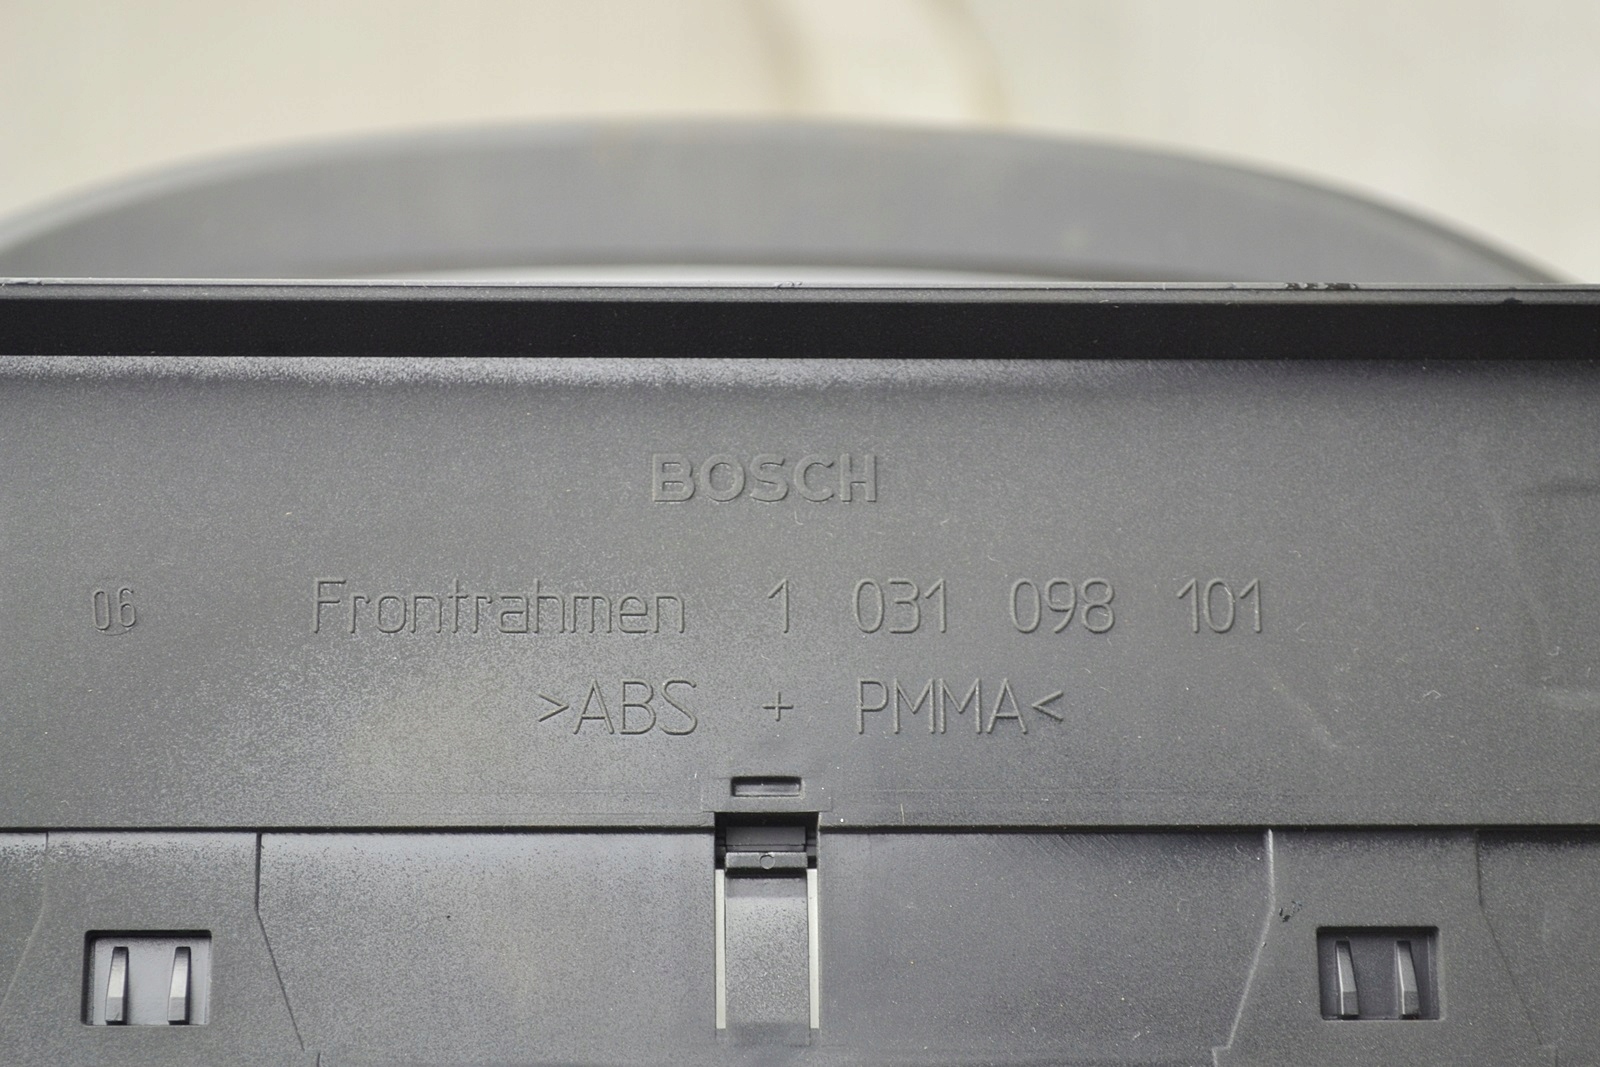 BOSCH
06 Frontrahmen 1 031 098 101
>ABS + PMMA<